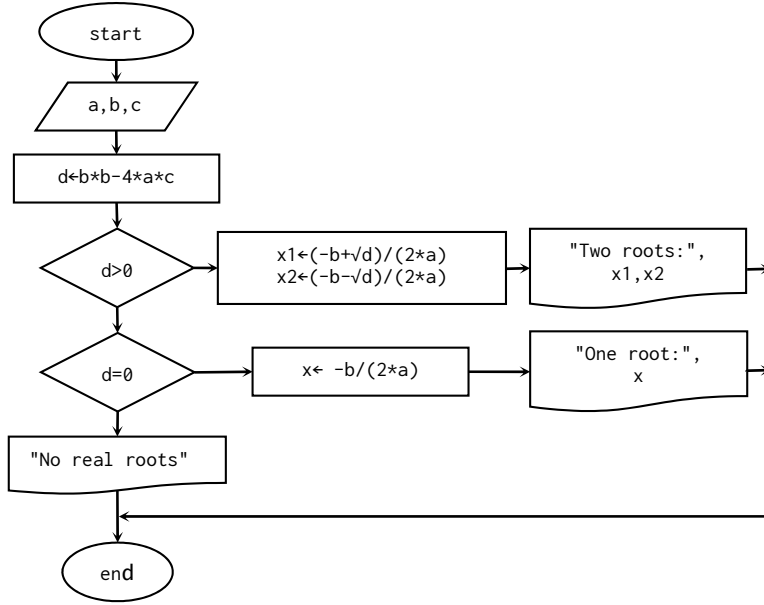 start
a,b,c
d←b*b-4*a*c
d>0
x1←(-b+√d)/(2*a)
x2←(-b-√d)/(2*a)
"Two roots:",
x1,x2
d=0
x← -b/(2*a)
"One root:",
x
"No real roots"
end